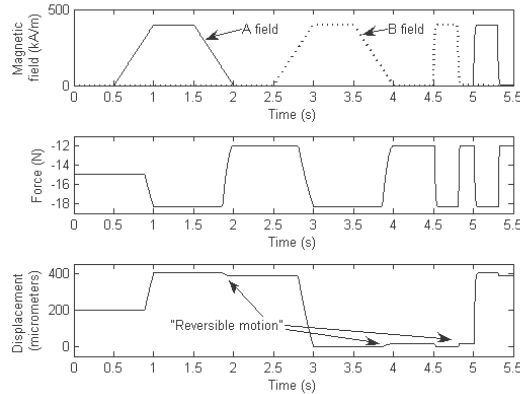 Magnetic
field (kA/m)
500
0
A field
B field
0 0.5 1 1.5 2 2.5 3 3.5 4 4.5 5 5.5
Time (s)
Force (N)
-12
-14
-16
-18
0 0.5 1 1.5 2 2.5 3 3.5 4 4.5 5 5.5
Time (s)
Displacement
(micrometers)
400
200
0
"Reversible motion"
0 0.5 1 1.5 2 2.5 3 3.5 4 4.5 5 5.5
Time (s)